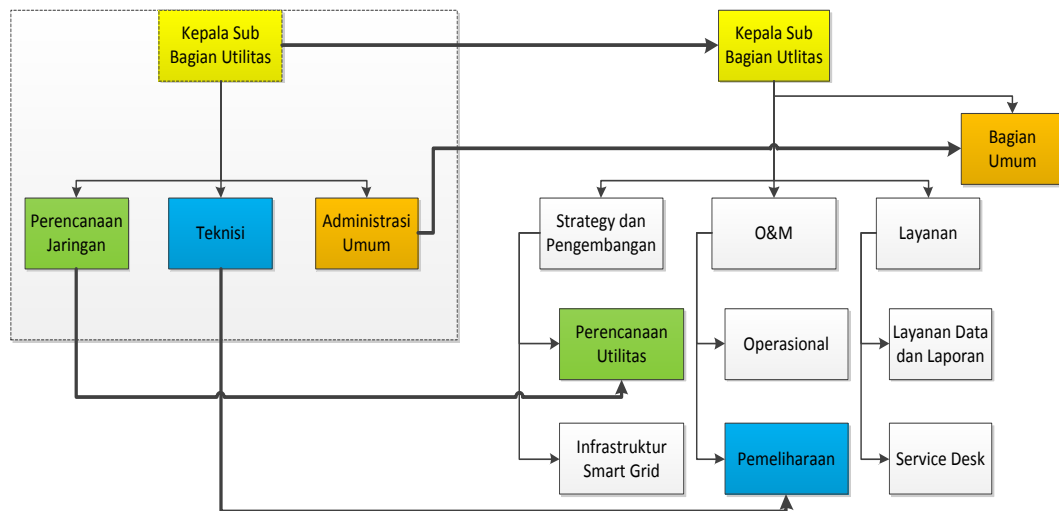 Kepala Sub
Bagian Utilitas
Kepala Sub
Bagian Utlitas
Bagian
Umum
Perencanaan
Jaringan
Teknisi
Administrasi
Umum
Strategy dan
Pengembangan
O&M
Layanan
Perencanaan
Utilitas
Operasional
Layanan Data
dan Laporan
Infrastruktur
Smart Grid
Pemeliharaan
Service Desk